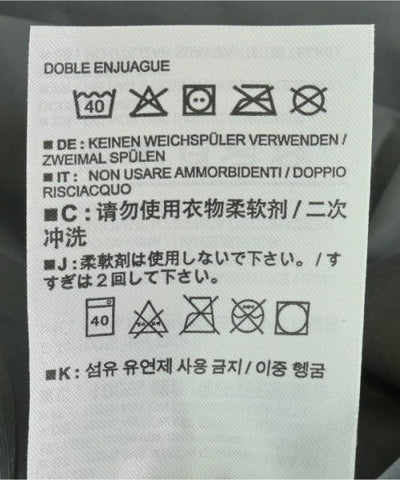 DOBLE ENJUAGUE
40
■ DE : KEINEN WEICHSPÜLER VERWENDEN /
ZWEIMAL SPÜLEN
■ IT : NON USARE AMMORBIDENTI / DOPPIO
RISCIACQUO
■ C : 请勿使用衣物柔软剂 / 二次
冲洗
■ J : 柔軟剤は使用しないで下さい。/ す
すぎは２回して下さい。
40
■ K : 섬유 유연제 사용 금지 / 이중 헹굼